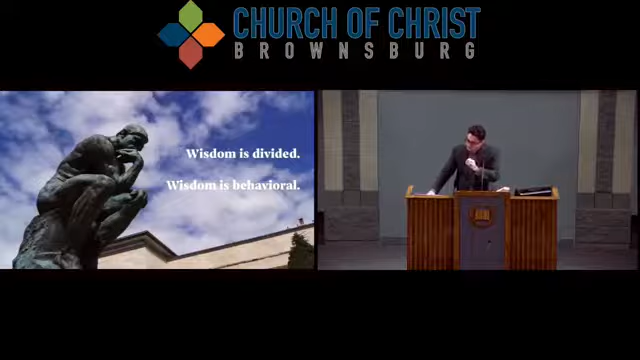 CHURCH OF CHRIST
BROWNSBURG
Wisdom is divided.
Wisdom is behavioral.